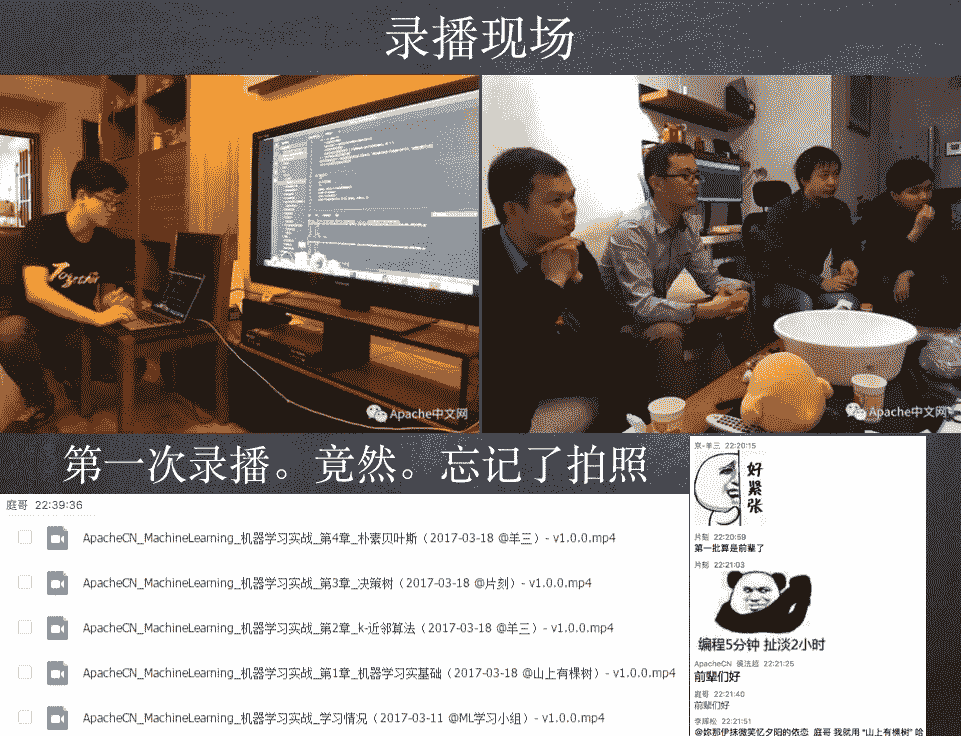 录播现场
Together
Apache中文网
Apache中文网
第一次录播。竟然。忘记了拍照
庭哥 22:39:36
ApacheCN_MachineLearning_机器学习实战_第4章_朴素贝叶斯（2017-03-18 @羊三）- v1.0.0.mp4
ApacheCN_MachineLearning_机器学习实战_第3章_决策树（2017-03-18 @片刻）- v1.0.0.mp4
ApacheCN_MachineLearning_机器学习实战_第2章_k-近邻算法（2017-03-18 @羊三）- v1.0.0.mp4
ApacheCN_MachineLearning_机器学习实战_第1章_机器学习实基础（2017-03-18 @山上有棵树）- v1.0.0.mp4
ApacheCN_MachineLearning_学习情况（2017-03-11 @ML学习小组）- v1.0.0.mp4
京-羊三 22:20:15
好紧张
片刻 22:20:59
第一批算是前辈了
片刻 22:21:03
编程5分钟 扯淡2小时
ApacheCN 侯法超 22:21:25
前辈们好
庭哥 22:21:40
前辈们好
李辉松 22:21:51
@妳那伊抹微笑忆夕阳的依恋 庭哥 我就用 “山上有棵树” 哈